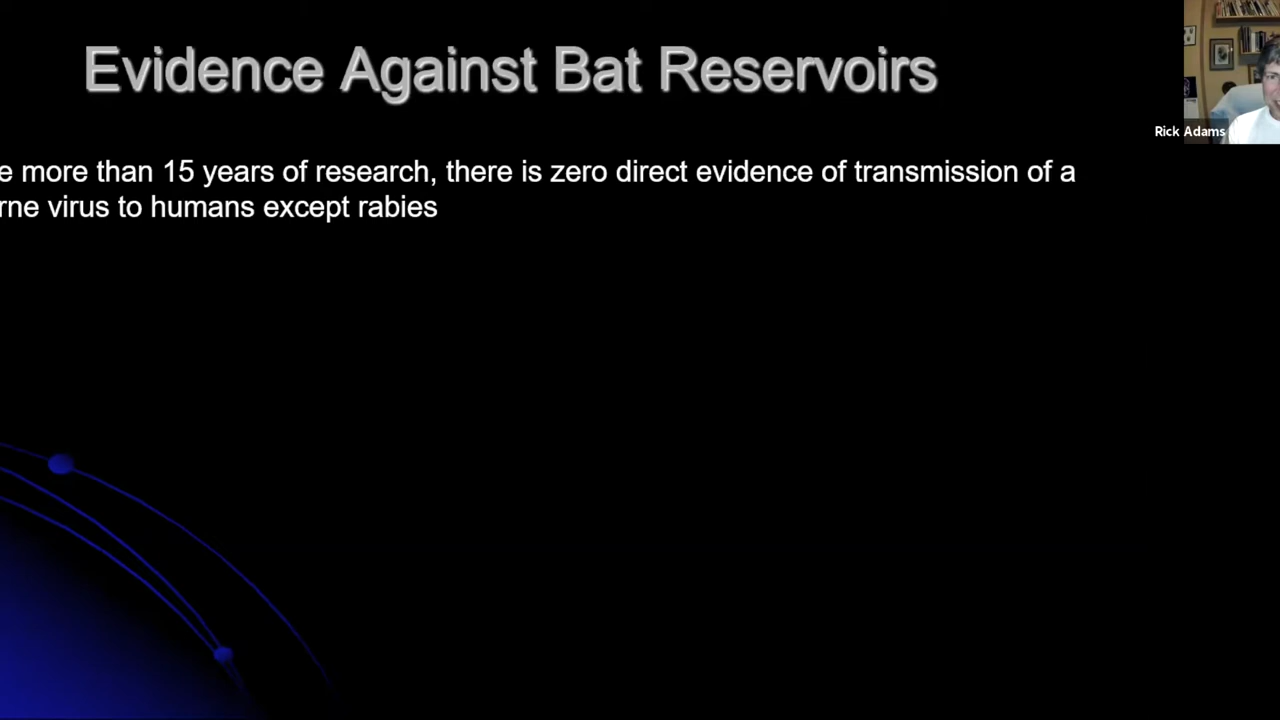 Evidence Against Bat Reservoirs
e more than 15 years of research, there is zero direct evidence of transmission of a
rne virus to humans except rabies
Rick Adams